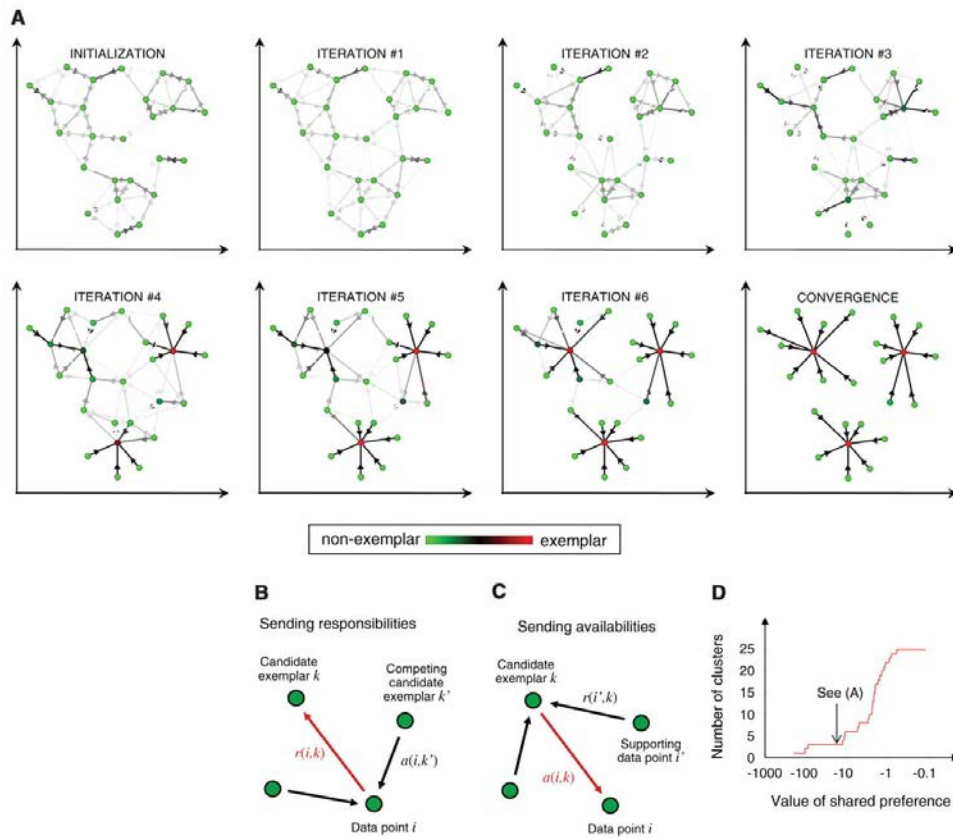 A
INITIALIZATION
ITERATION #1
ITERATION #2
ITERATION #3
ITERATION #4
ITERATION #5
ITERATION #6
CONVERGENCE
non-exemplar
exemplar
B
Sending responsibilities
Candidate
exemplar k
Competing
candidate
exemplar k'
r(i,k)
a(i,k')
Data point i
C
Sending availabilities
Candidate
exemplar k
r(i',k)
Supporting
data point i'
a(i,k)
Data point i
D
Number of clusters
25
20
15
10
5
0
See (A)
-1000 -100 -10 -1 -0.1
Value of shared preference